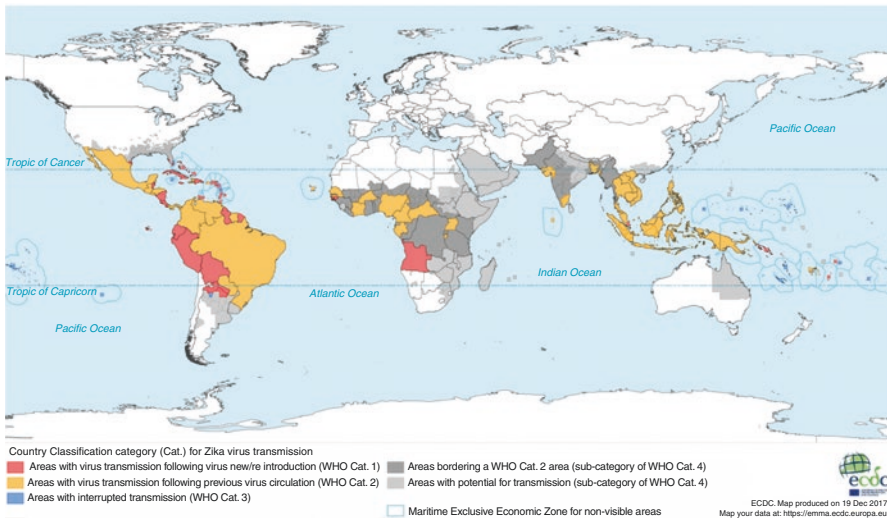 Pacific Ocean
Tropic of Cancer
Indian Ocean
Tropic of Capricorn
Atlantic Ocean
Pacific Ocean
Country Classification category (Cat.) for Zika virus transmission
Areas with virus transmission following virus new/re introduction (WHO Cat. 1)
Areas with virus transmission following previous virus circulation (WHO Cat. 2)
Areas with interrupted transmission (WHO Cat. 3)
Areas bordering a WHO Cat. 2 area (sub-category of WHO Cat. 4)
Areas with potential for transmission (sub-category of WHO Cat. 4)
Maritime Exclusive Economic Zone for non-visible areas
ecdc
ECDC. Map produced on 19 Dec 2017
Map your data at: https://emma.ecdc.europa.eu